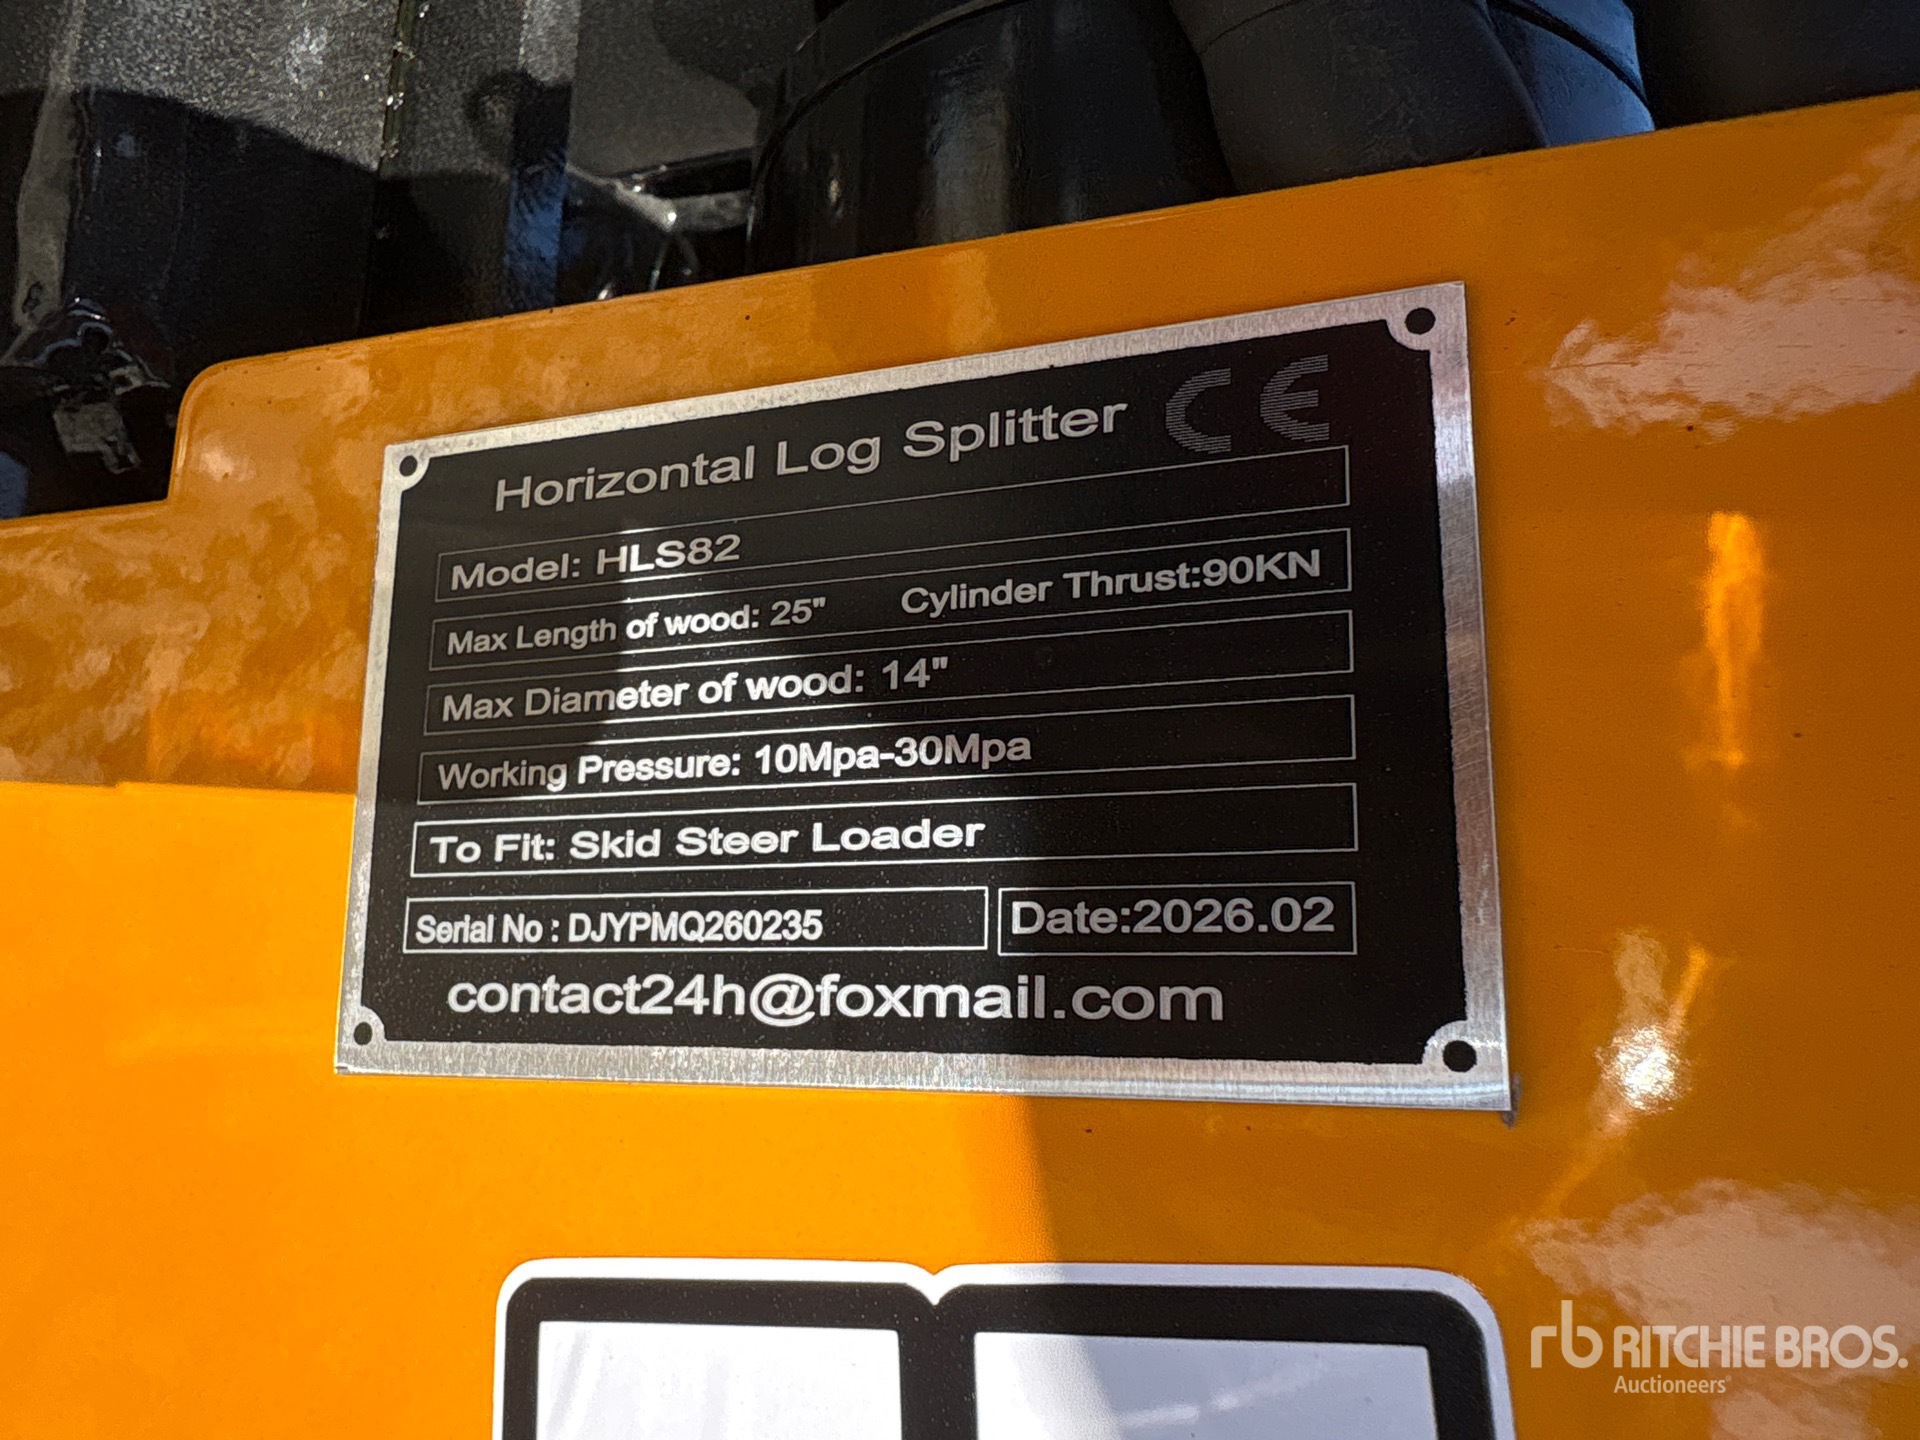 Horizontal Log Splitter CE
Model: HLS82
Max Length of wood: 25" Cylinder Thrust:90KN
Max Diameter of wood: 14"
Working Pressure: 10Mpa-30Mpa
To Fit: Skid Steer Loader
Serial No : DJYPMQ260235 Date:2026.02
contact24h@foxmail.com
rb RITCHIE BROS.
Auctioneers